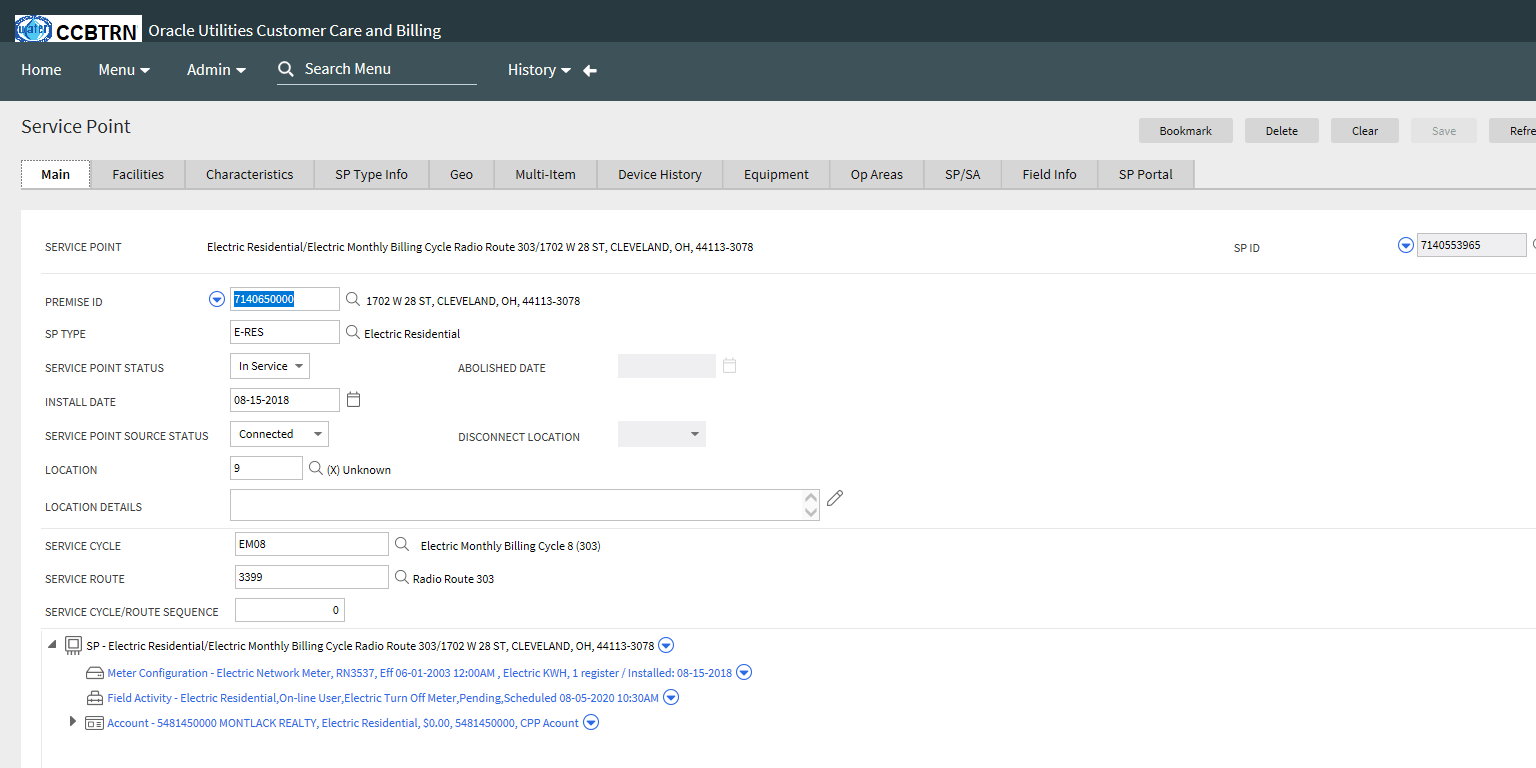 water CCBTRN Oracle Utilities Customer Care and Billing
Home Menu Admin Search Menu History
Service Point
Bookmark Delete Clear Save Refre
Main Facilities Characteristics SP Type Info Geo Multi-Item Device History Equipment Op Areas SP/SA Field Info SP Portal
SERVICE POINT Electric Residential/Electric Monthly Billing Cycle Radio Route 303/1702 W 28 ST, CLEVELAND, OH, 44113-3078 SP ID 7140553965
PREMISE ID 7140650000 1702 W 28 ST, CLEVELAND, OH, 44113-3078
SP TYPE E-RES Electric Residential
SERVICE POINT STATUS In Service ABOLISHED DATE
INSTALL DATE 08-15-2018
SERVICE POINT SOURCE STATUS Connected DISCONNECT LOCATION
LOCATION 9 (X) Unknown
LOCATION DETAILS
SERVICE CYCLE EM08 Electric Monthly Billing Cycle 8 (303)
SERVICE ROUTE 3399 Radio Route 303
SERVICE CYCLE/ROUTE SEQUENCE 0
SP - Electric Residential/Electric Monthly Billing Cycle Radio Route 303/1702 W 28 ST, CLEVELAND, OH, 44113-3078
Meter Configuration - Electric Network Meter, RN3537, Eff 06-01-2003 12:00AM , Electric KWH, 1 register / Installed: 08-15-2018
Field Activity - Electric Residential,On-line User,Electric Turn Off Meter,Pending,Scheduled 08-05-2020 10:30AM
Account - 5481450000 MONTLACK REALTY, Electric Residential, $0.00, 5481450000, CPP Acount